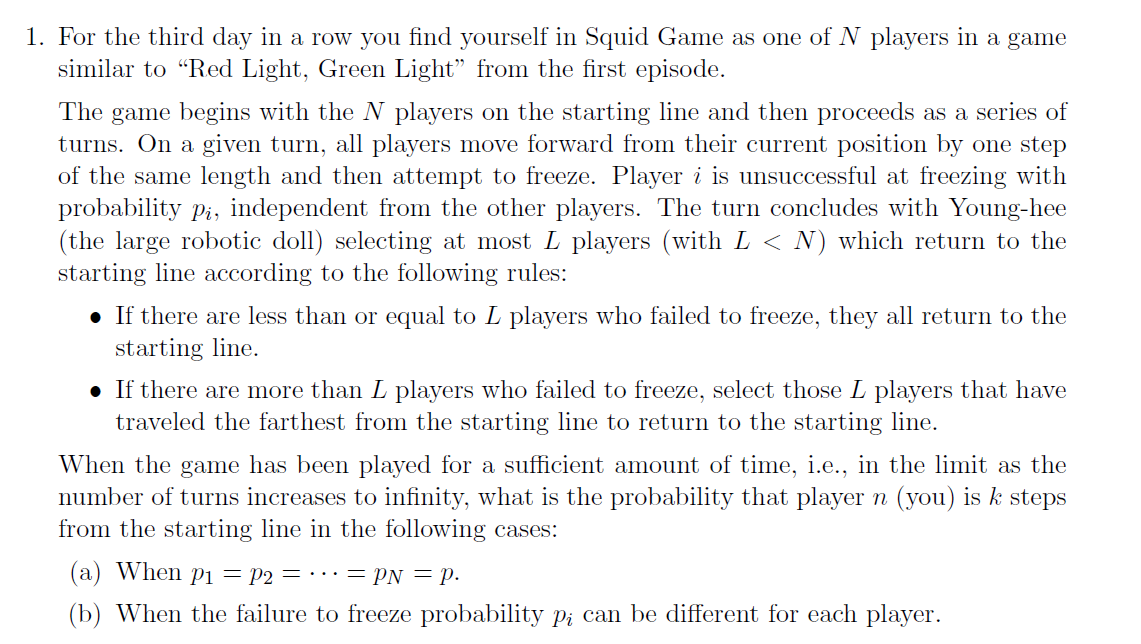 1. For the third day in a row you find yourself in Squid Game as one of N players in a game
similar to “Red Light, Green Light” from the first episode.
The game begins with the N players on the starting line and then proceeds as a series of
turns. On a given turn, all players move forward from their current position by one step
of the same length and then attempt to freeze. Player i is unsuccessful at freezing with
probability pᵢ, independent from the other players. The turn concludes with Young-hee
(the large robotic doll) selecting at most L players (with L < N) which return to the
starting line according to the following rules:
• If there are less than or equal to L players who failed to freeze, they all return to the
starting line.
• If there are more than L players who failed to freeze, select those L players that have
traveled the farthest from the starting line to return to the starting line.
When the game has been played for a sufficient amount of time, i.e., in the limit as the
number of turns increases to infinity, what is the probability that player n (you) is k steps
from the starting line in the following cases:
(a) When p₁ = p₂ = ⋯ = p_N = p.
(b) When the failure to freeze probability pᵢ can be different for each player.